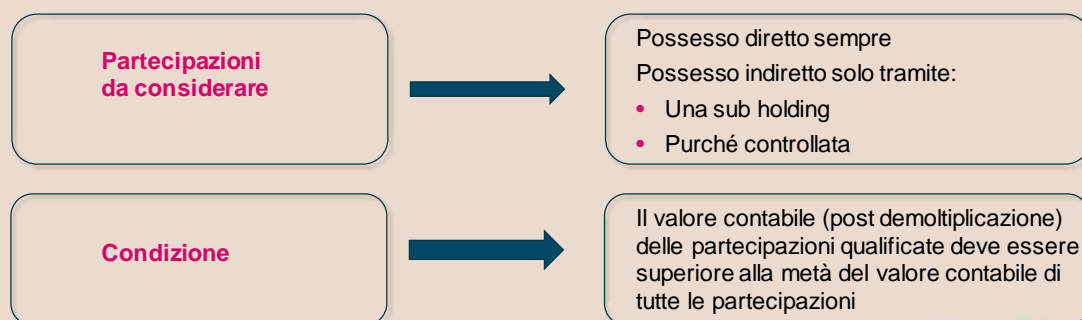 Partecipazioni
da considerare
Possesso diretto sempre
Possesso indiretto solo tramite:
• Una sub holding
• Purché controllata
Condizione
Il valore contabile (post demoltiplicazione)
delle partecipazioni qualificate deve essere
superiore alla metà del valore contabile di
tutte le partecipazioni